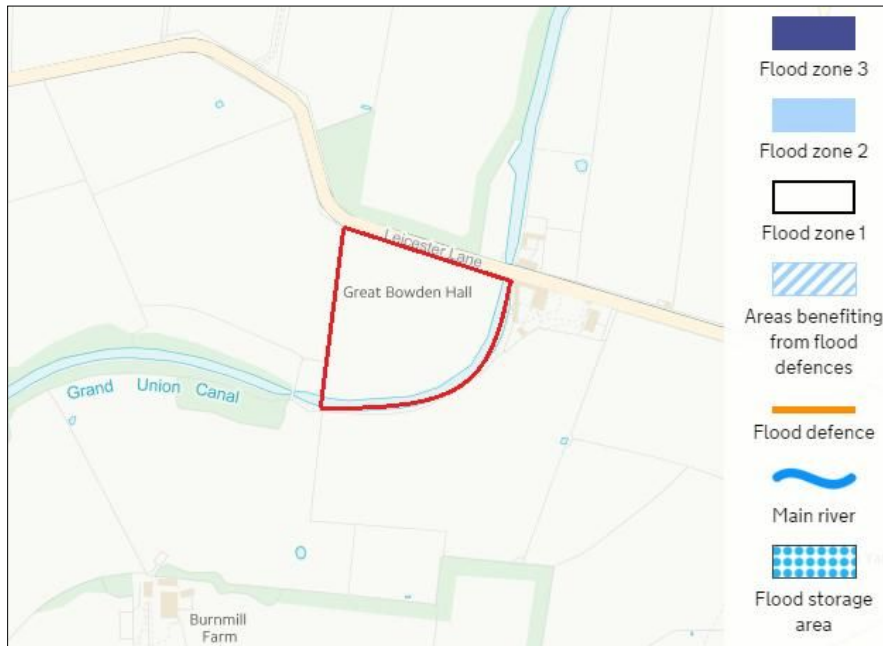 Leicester Lane
Great Bowden Hall
Grand Union Canal
Burnmill
Farm
Flood zone 3
Flood zone 2
Flood zone 1
Areas benefiting
from flood
defences
Flood defence
Main river
Flood storage
area